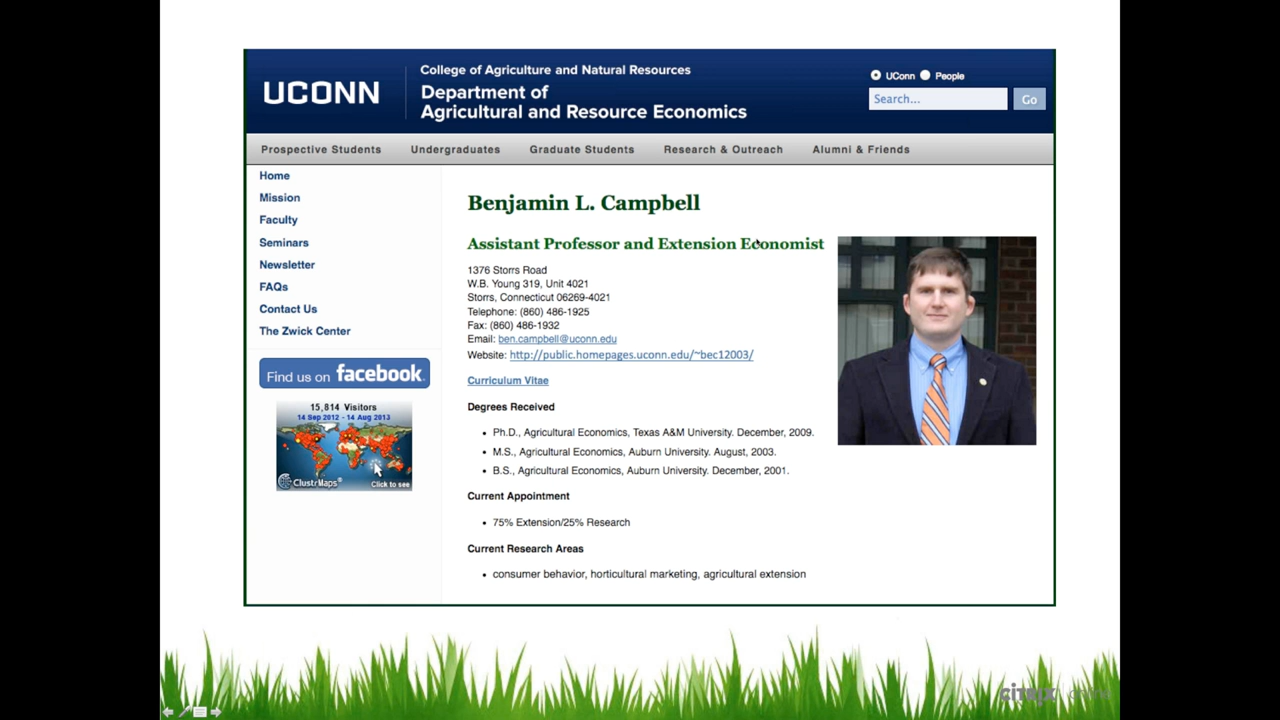 UCONN
College of Agriculture and Natural Resources
Department of
Agricultural and Resource Economics
UConn People
Search...
Go
Prospective Students Undergraduates Graduate Students Research & Outreach Alumni & Friends
Home
Mission
Faculty
Seminars
Newsletter
FAQs
Contact Us
The Zwick Center
Find us on facebook.
15,814 Visitors
14 Sep 2012 - 14 Aug 2013
ClustrMaps®
Click to see
Benjamin L. Campbell
Assistant Professor and Extension Economist
1376 Storrs Road
W.B. Young 319, Unit 4021
Storrs, Connecticut 06269-4021
Telephone: (860) 486-1925
Fax: (860) 486-1932
Email: ben.campbell@uconn.edu
Website: http://public.homepages.uconn.edu/~bec12003/
Curriculum Vitae
Degrees Received
• Ph.D., Agricultural Economics, Texas A&M University. December, 2009.
• M.S., Agricultural Economics, Auburn University. August, 2003.
• B.S., Agricultural Economics, Auburn University. December, 2001.
Current Appointment
• 75% Extension/25% Research
Current Research Areas
• consumer behavior, horticultural marketing, agricultural extension
citrix online